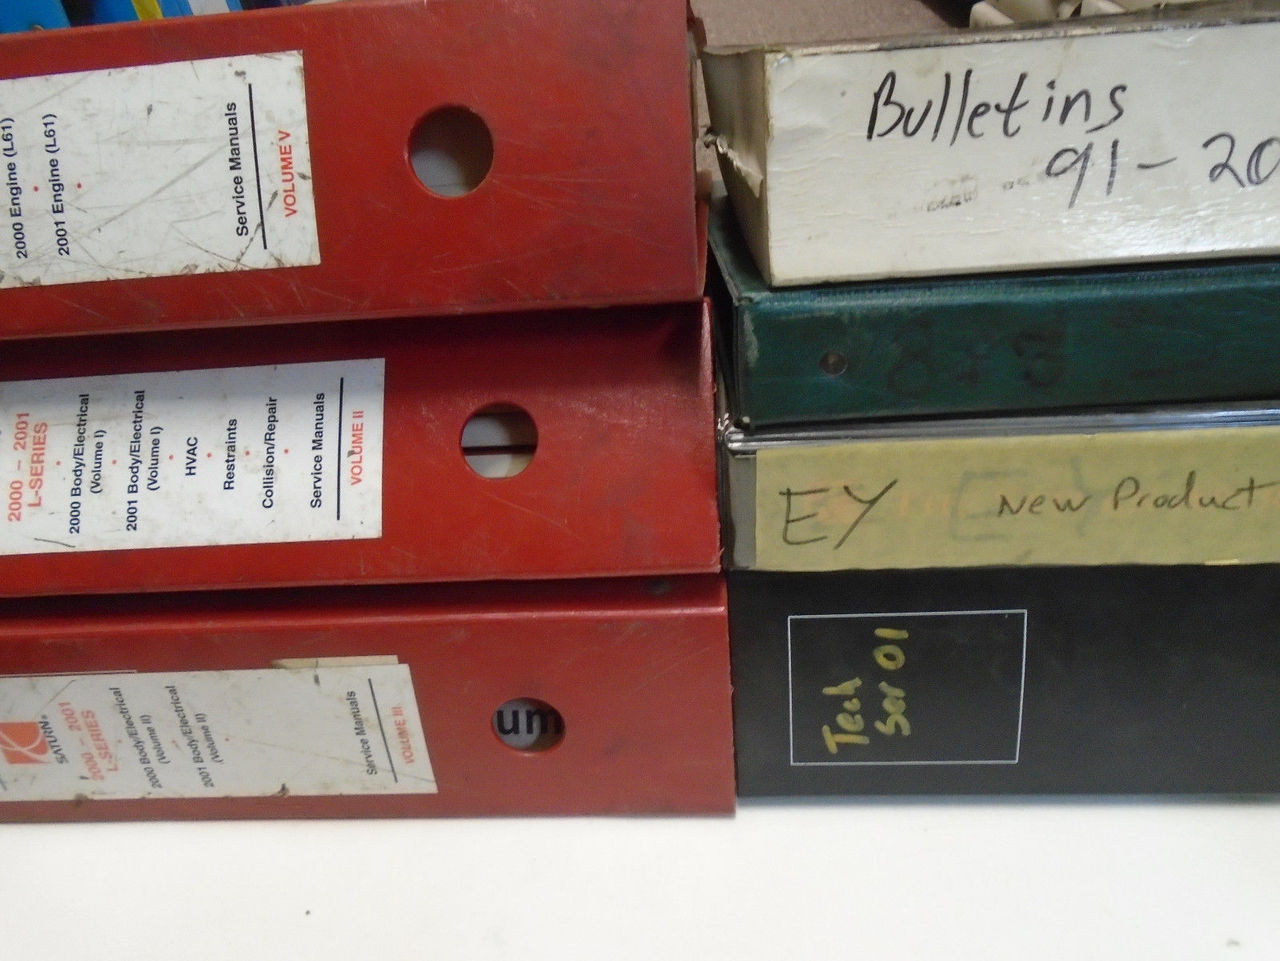 2000 Engine (L61)
•
2001 Engine (L61)
•
Service Manuals
VOLUME V
2000 – 2001
L-SERIES
•
2000 Body/Electrical
(Volume I)
•
2001 Body/Electrical
(Volume I)
•
HVAC
•
Restraints
•
Collision/Repair
•
Service Manuals
VOLUME II
SATURN®
2000 – 2001
L-SERIES
2000 Body/Electrical
(Volume II)
•
2001 Body/Electrical
(Volume II)
•
Service Manuals
VOLUME III
um
Bulletins
91 - 20
EY New Product
Tech
Ser 01